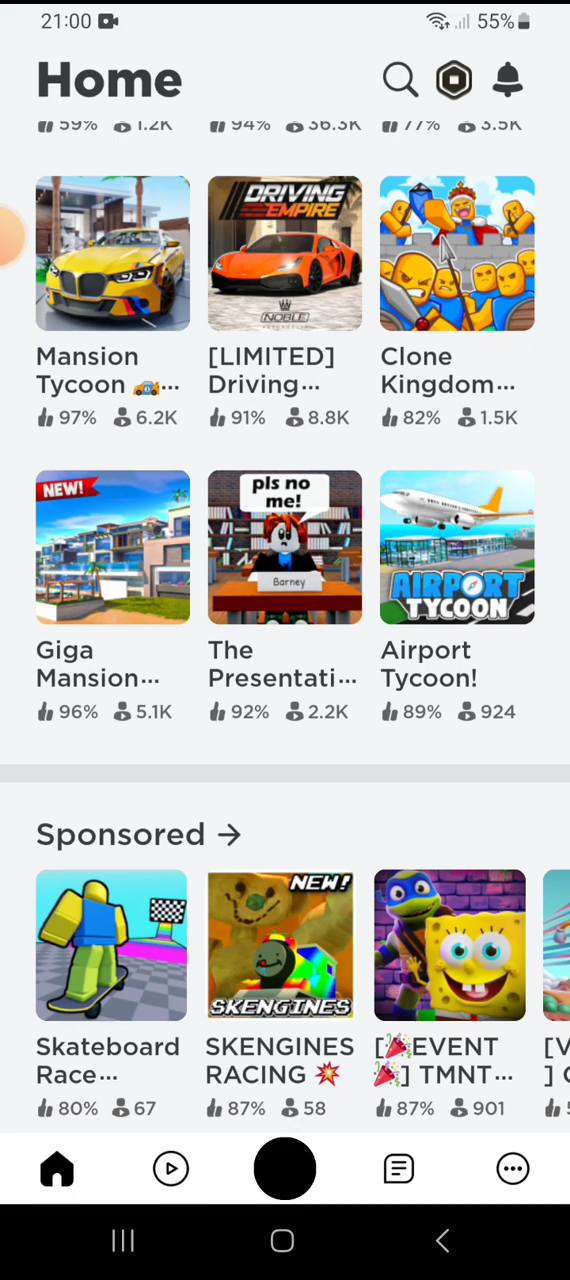 21:00 55%
Home
59% 1.2K 94% 36.3K 77% 3.5K
DRIVING
EMPIRE
NOBLE
Mansion
Tycoon 🚙...
97% 6.2K
[LIMITED]
Driving...
91% 8.8K
Clone
Kingdom...
82% 1.5K
NEW!
pls no
me!
Barney
AIRPORT
TYCOON
Giga
Mansion...
96% 5.1K
The
Presentati...
92% 2.2K
Airport
Tycoon!
89% 924
Sponsored →
NEW!
SKENGINES
Skateboard
Race...
80% 67
SKENGINES
RACING 💥
87% 58
[🎉EVENT
🎉] TMNT...
87% 901
[V
] C
5